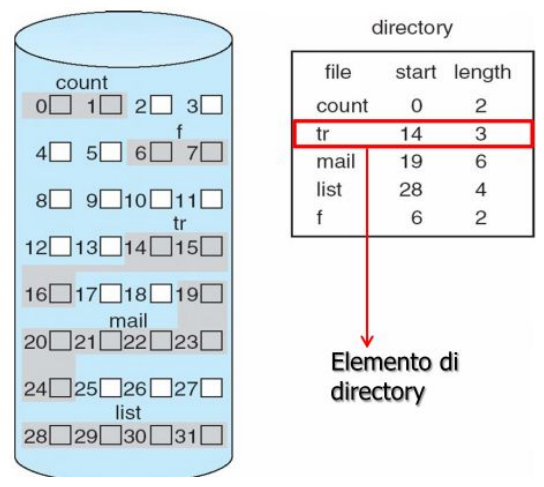 count
0 1 2 3
f
4 5 6 7
8 9 10 11
tr
12 13 14 15
16 17 18 19
mail
20 21 22 23
24 25 26 27
list
28 29 30 31
directory
file start length
count 0 2
tr 14 3
mail 19 6
list 28 4
f 6 2
Elemento di
directory